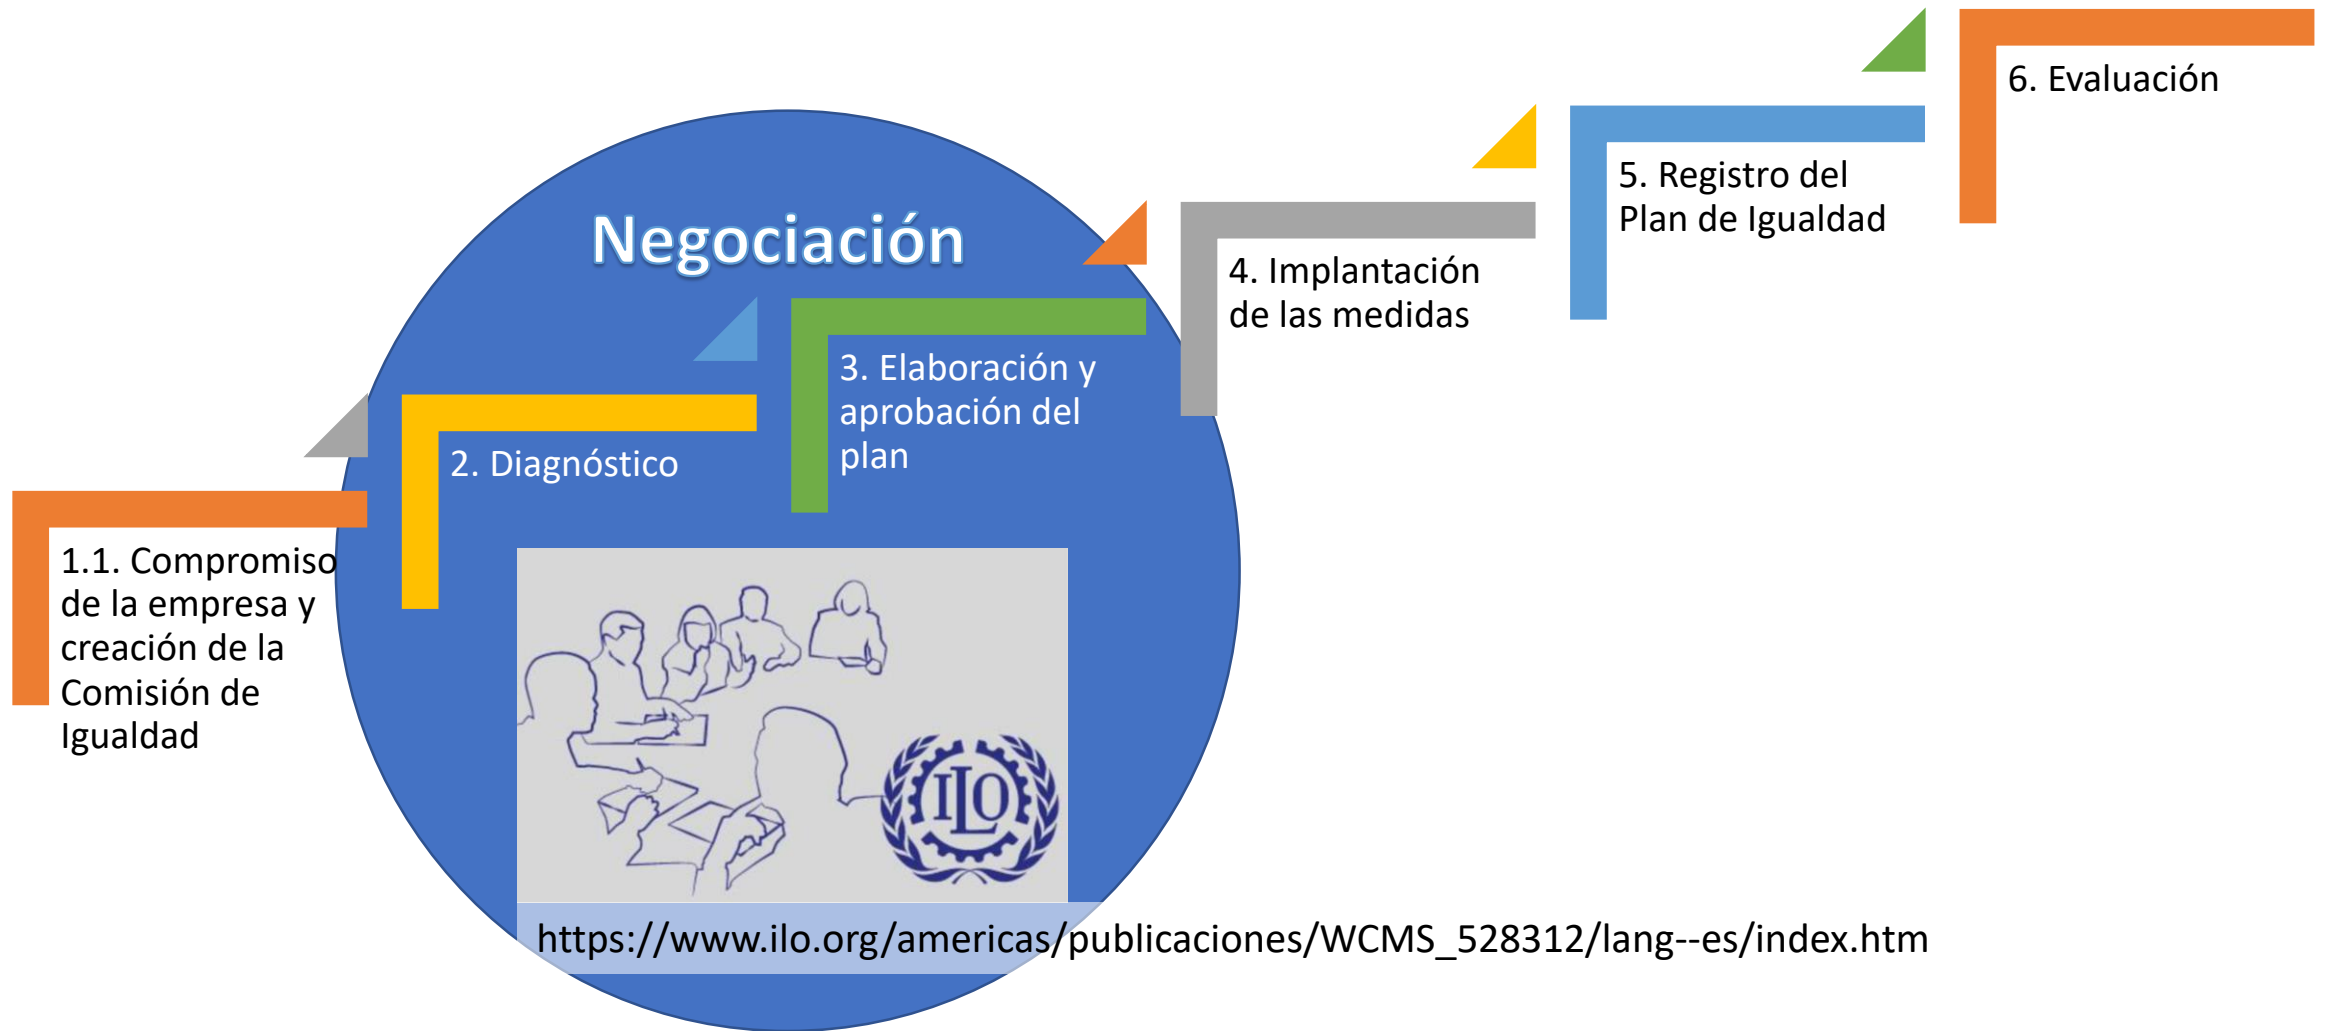 Negociación
1.1. Compromiso
de la empresa y
creación de la
Comisión de
Igualdad
2. Diagnóstico
3. Elaboración y
aprobación del
plan
4. Implantación
de las medidas
5. Registro del
Plan de Igualdad
6. Evaluación
ILO
https://www.ilo.org/americas/publicaciones/WCMS_528312/lang--es/index.htm